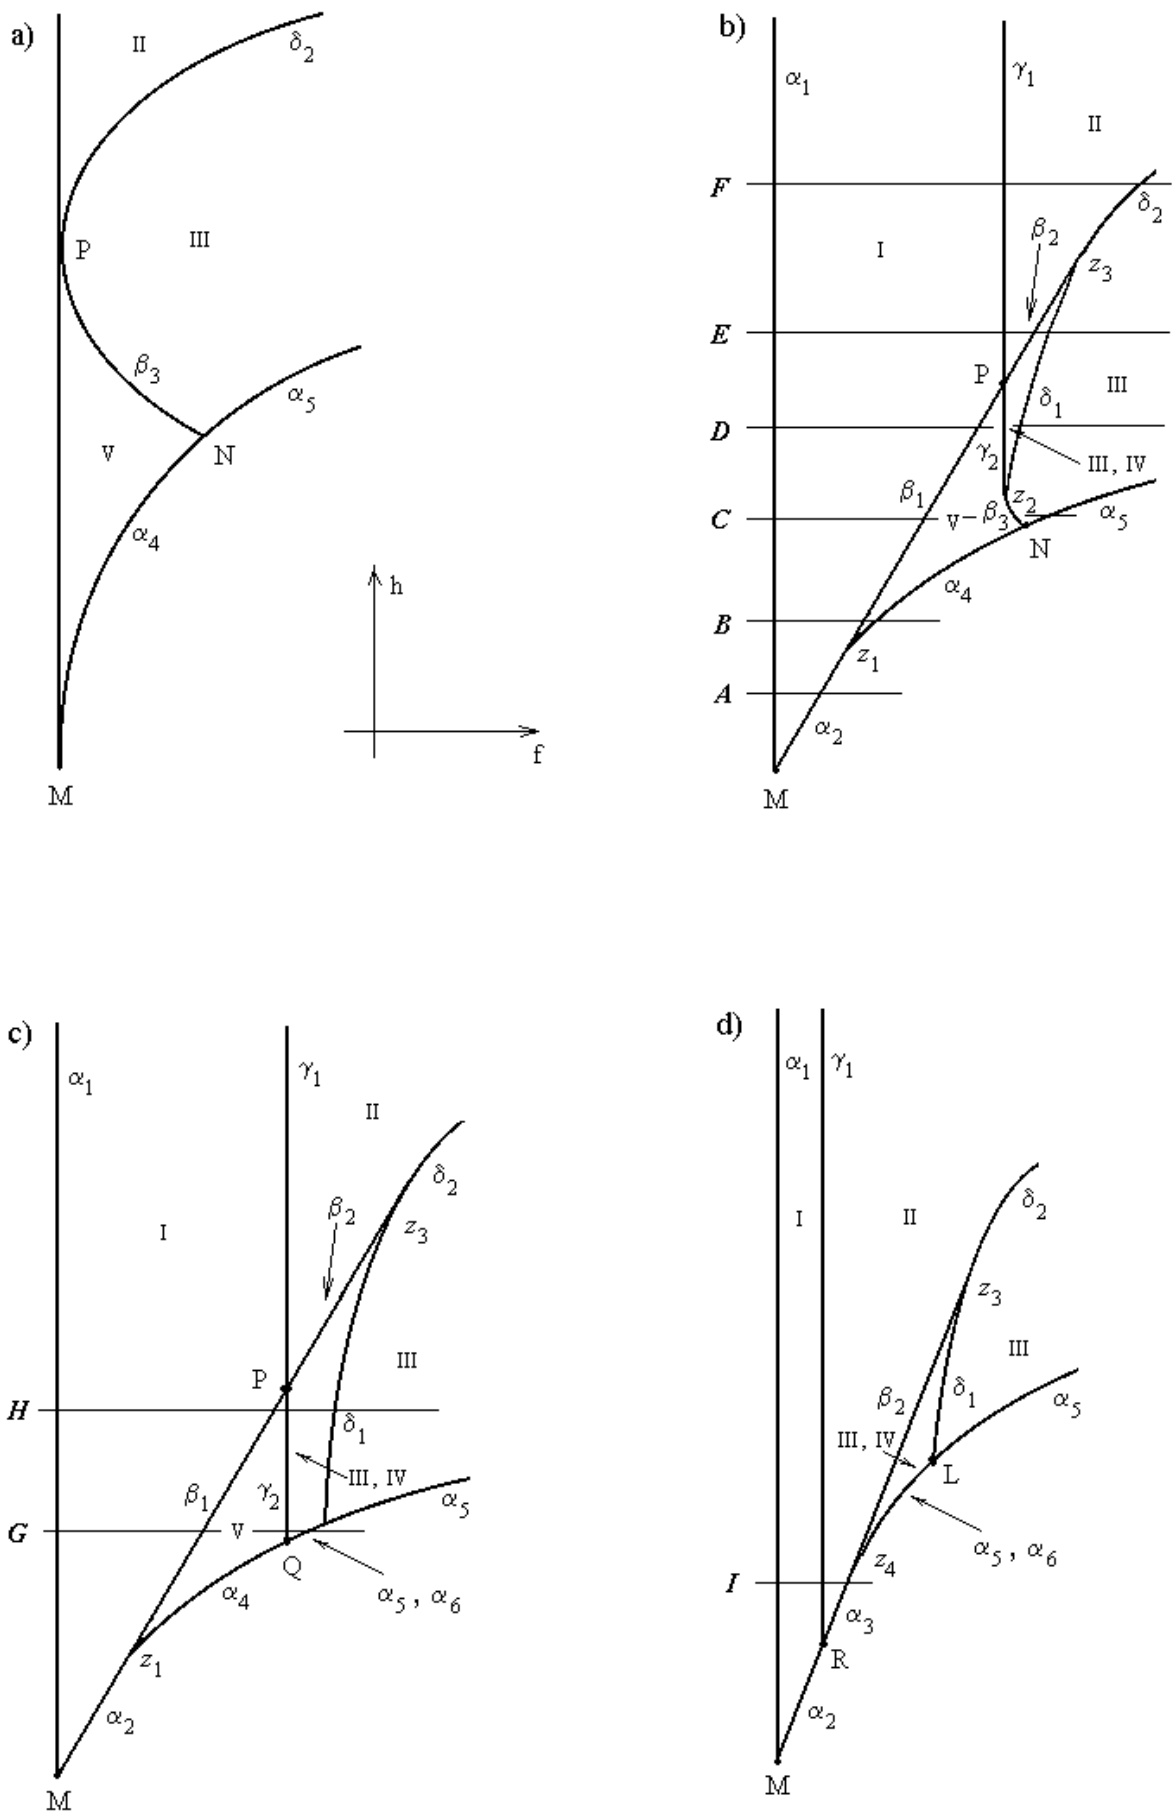 a)
II
δ2
P
III
β3
α5
V
N
α4
h
f
M
b)
α1
γ1
II
F
δ2
β2
I
z3
E
P
III
δ1
D
γ2
III, IV
β1
z2
C
V
β3
α5
N
α4
B
z1
A
α2
M
c)
α1
γ1
II
δ2
β2
I
z3
III
P
H
δ1
III, IV
β1
γ2
α5
G
V
Q
α4
α5 , α6
z1
α2
M
d)
α1
γ1
δ2
I
II
z3
III
β2
δ1
α5
III, IV
L
α5 , α6
z4
I
α3
R
α2
M